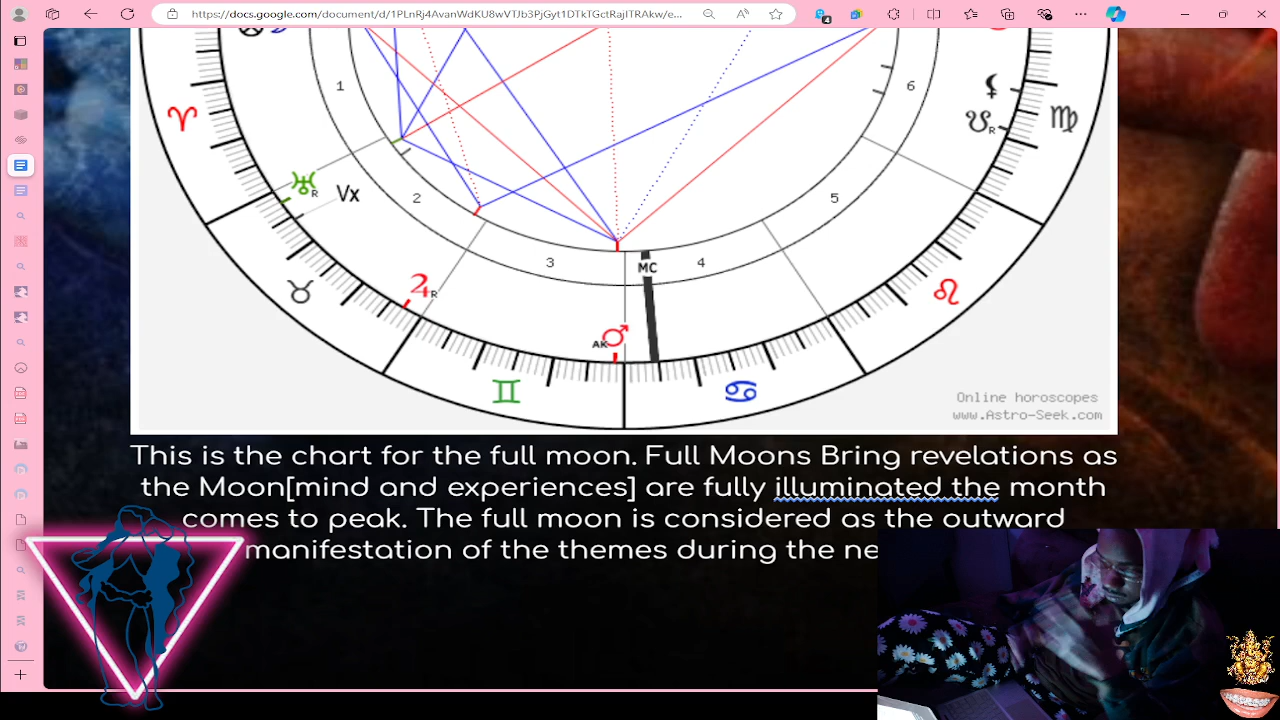 https://docs.google.com/document/d/1PLnRj4AvanWdKU8wVTJb3PjGyt1DTkTGctRajITRAkw/e...
1
6
R
R
Vx
2
5
3
MC
4
R
AK
Online horoscopes
www.Astro-Seek.com
This is the chart for the full moon. Full Moons Bring revelations as
the Moon[mind and experiences] are fully illuminated the month
comes to peak. The full moon is considered as the outward
manifestation of the themes during the ne